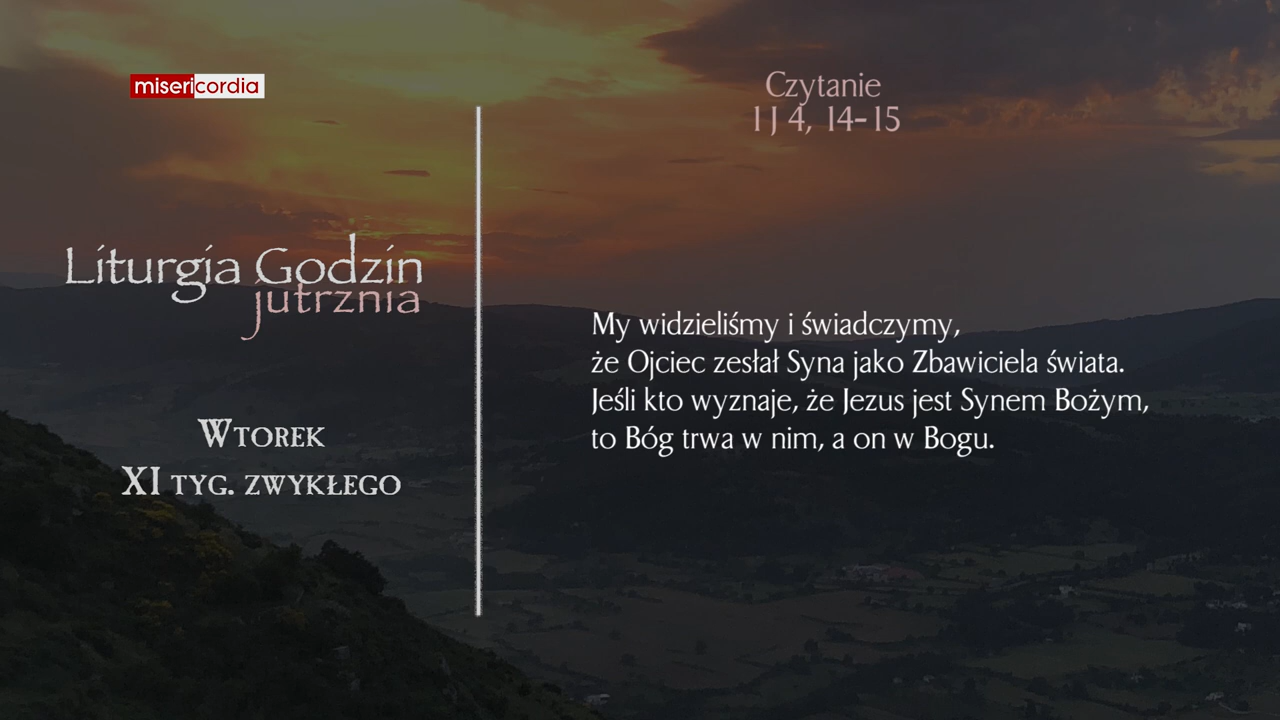 misericordia
Liturgia Godzin
jutrznia
Wtorek
XI tyg. zwykłego
Czytanie
1 J 4, 14-15
My widzieliśmy i świadczymy,
że Ojciec zesłał Syna jako Zbawiciela świata.
Jeśli kto wyznaje, że Jezus jest Synem Bożym,
to Bóg trwa w nim, a on w Bogu.